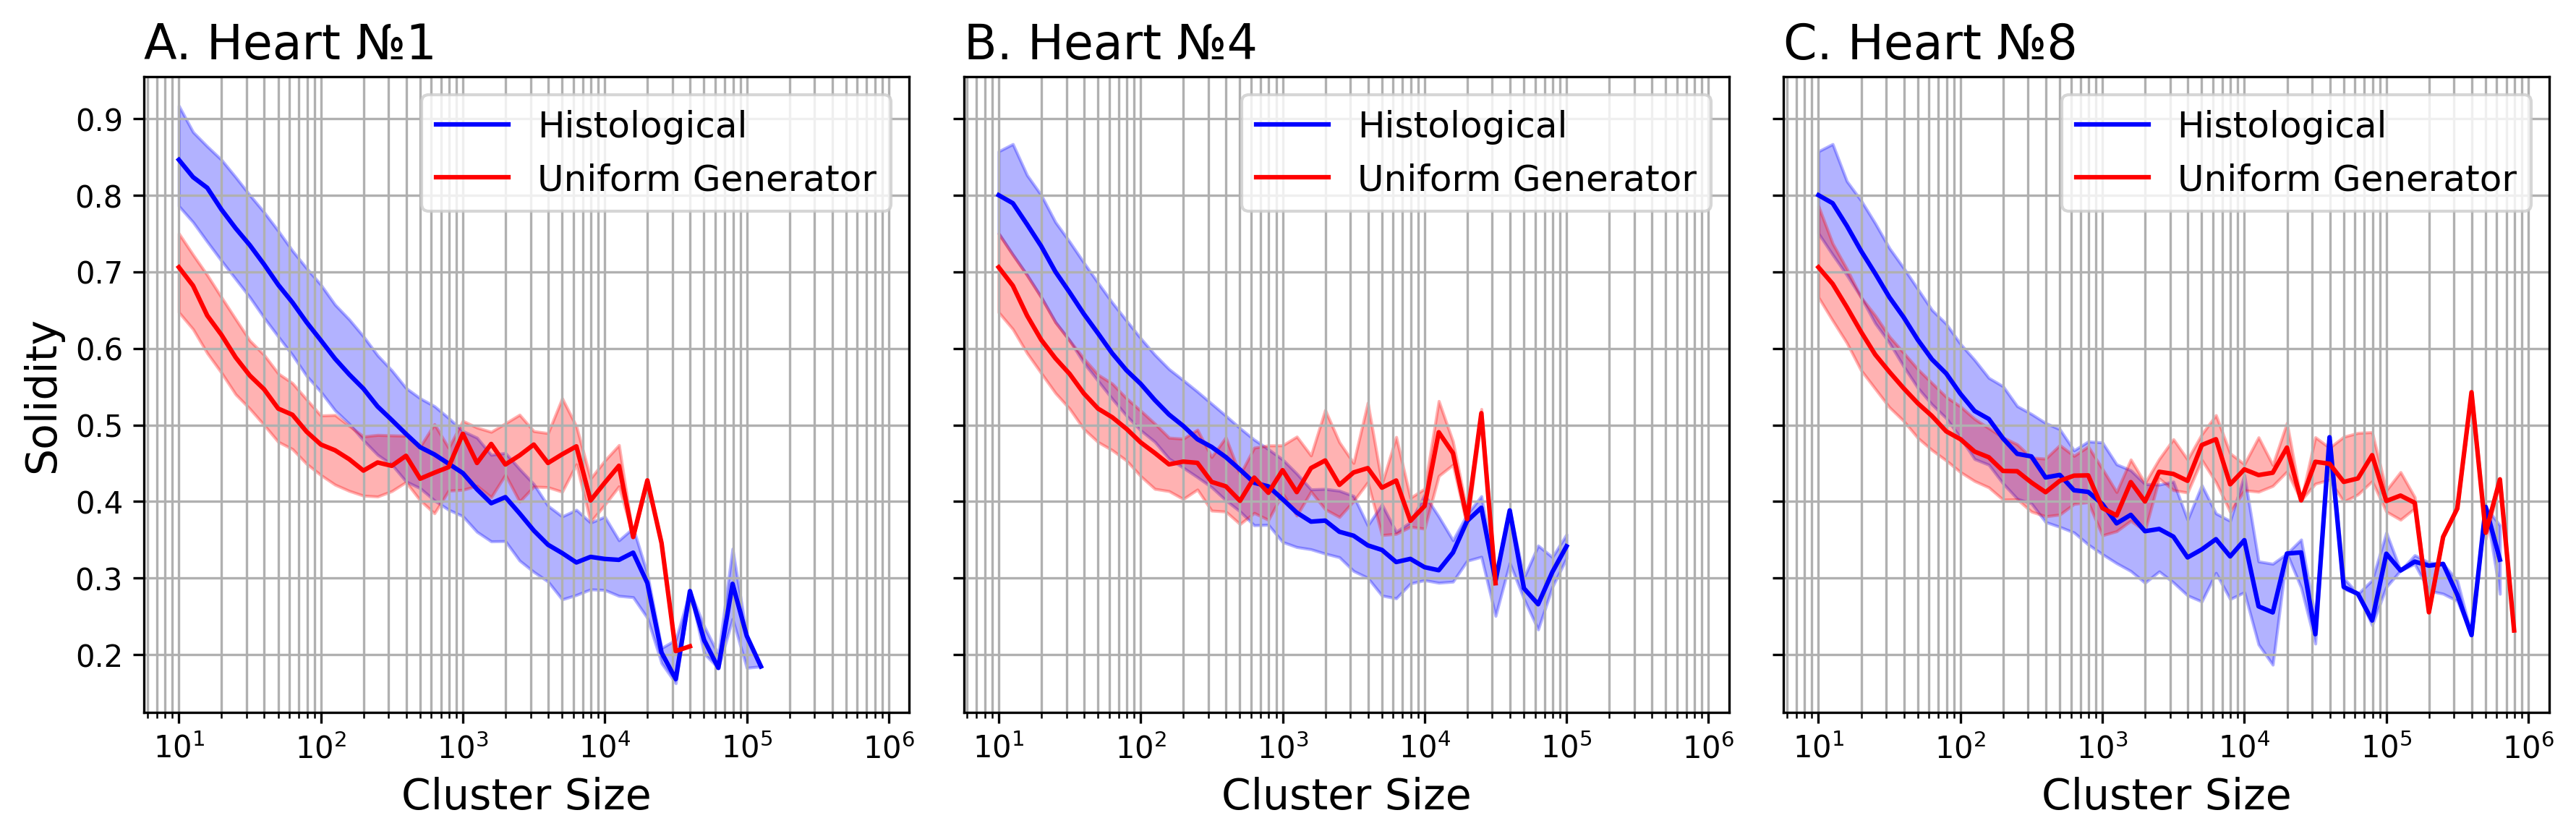 A. Heart №1
B. Heart №4
C. Heart №8
Solidity
0.9
0.8
0.7
0.6
0.5
0.4
0.3
0.2
Histological
Uniform Generator
Histological
Uniform Generator
Histological
Uniform Generator
10¹ 10² 10³ 10⁴ 10⁵ 10⁶
10¹ 10² 10³ 10⁴ 10⁵ 10⁶
10¹ 10² 10³ 10⁴ 10⁵ 10⁶
Cluster Size
Cluster Size
Cluster Size